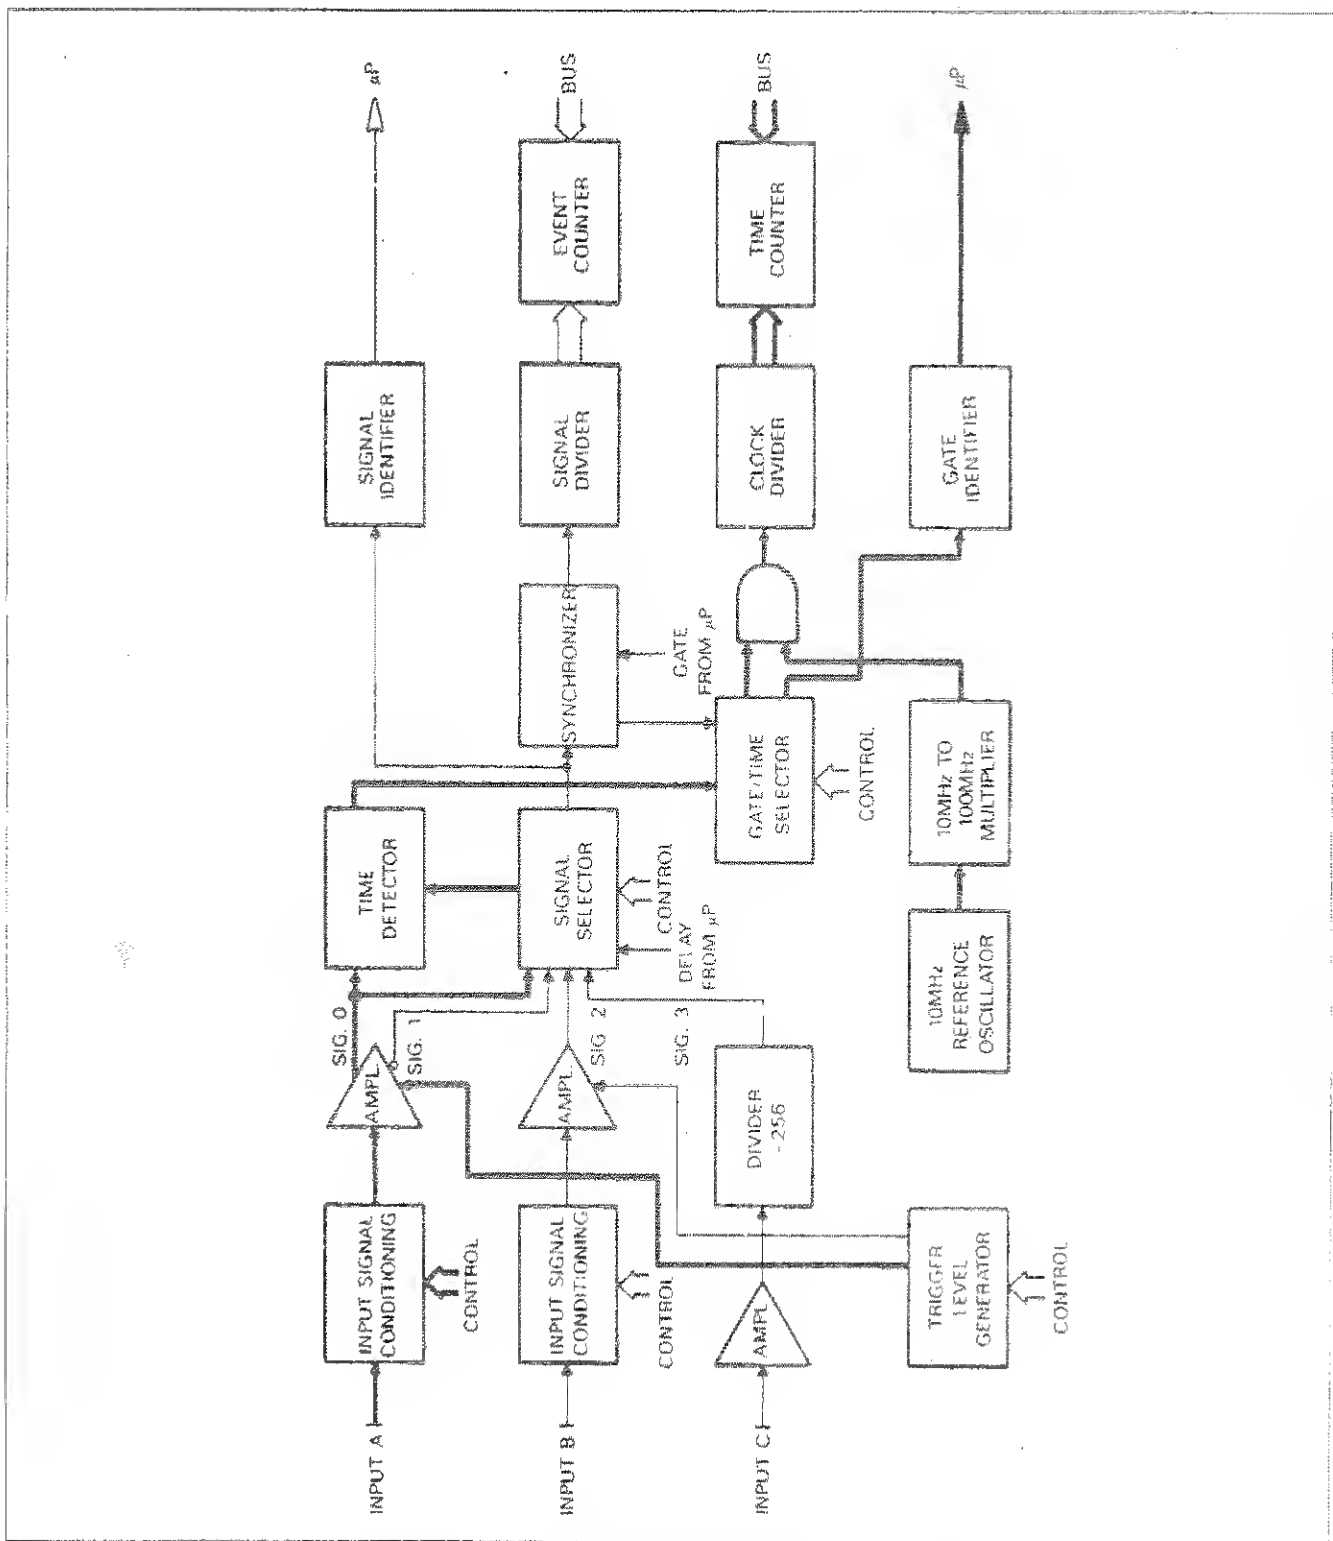 INPUT A
INPUT SIGNAL
CONDITIONING
CONTROL
AMPL.
SIG. 0
SIG. 1
TIME
DETECTOR
SIGNAL
IDENTIFIER
μP
INPUT B
INPUT SIGNAL
CONDITIONING
CONTROL
AMPL.
SIG. 2
SIG. 3
SIGNAL
SELECTOR
DELAY
FROM μP
CONTROL
SYNCHRONIZER
GATE
FROM μP
SIGNAL
DIVIDER
EVENT
COUNTER
BUS
INPUT C
AMPL.
DIVIDER
-256
GATE/TIME
SELECTOR
CONTROL
CLOCK
DIVIDER
TIME
COUNTER
BUS
TRIGGER
LEVEL
GENERATOR
CONTROL
10MHz
REFERENCE
OSCILLATOR
10MHz TO
100MHz
MULTIPLIER
GATE
IDENTIFIER
μP